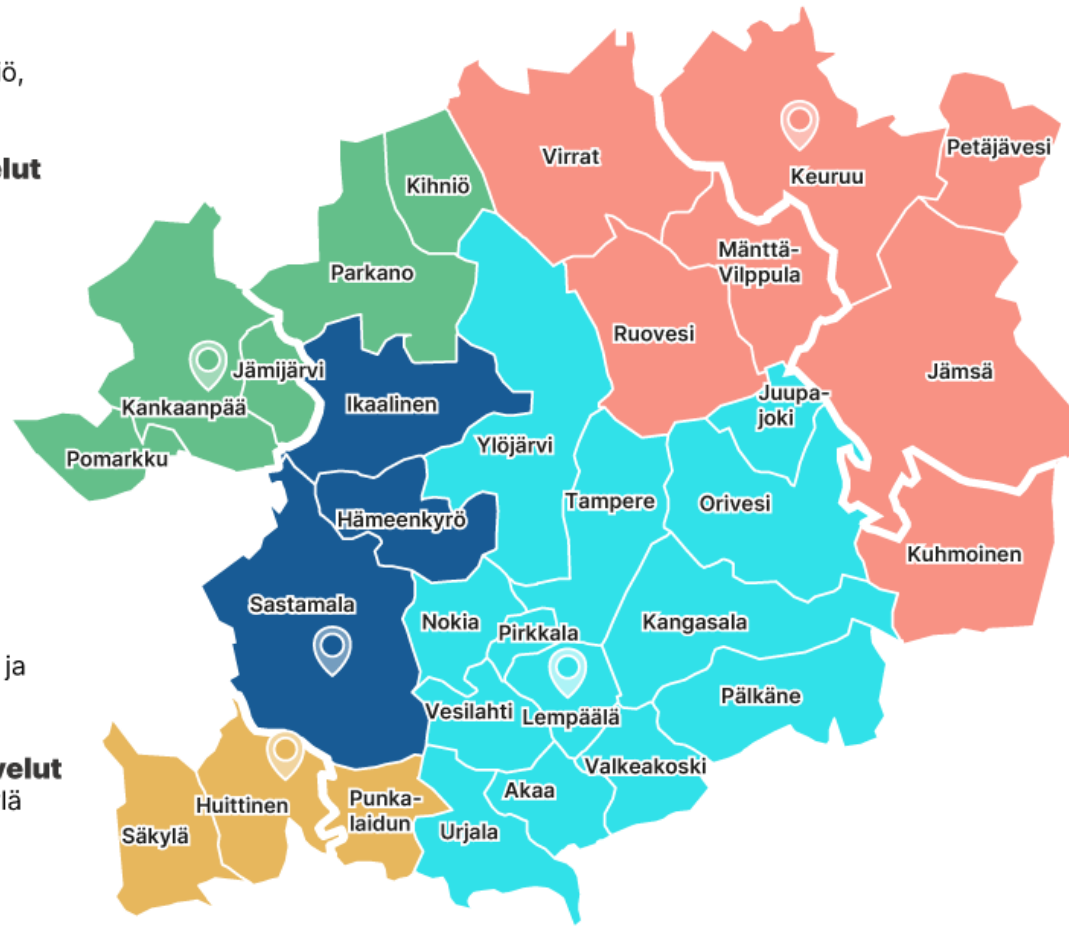 iö,
elut
ja
velut
lä
Virrat
Keuruu
Petäjävesi
Kihniö
Mänttä-
Vilppula
Parkano
Ruovesi
Jämijärvi
Jämsä
Kankaanpää
Ikaalinen
Juupa-
joki
Pomarkku
Ylöjärvi
Tampere
Orivesi
Hämeenkyrö
Kuhmoinen
Sastamala
Nokia
Pirkkala
Kangasala
Pälkäne
Vesilahti
Lempäälä
Valkeakoski
Akaa
Punka-
laidun
Huittinen
Urjala
Säkylä